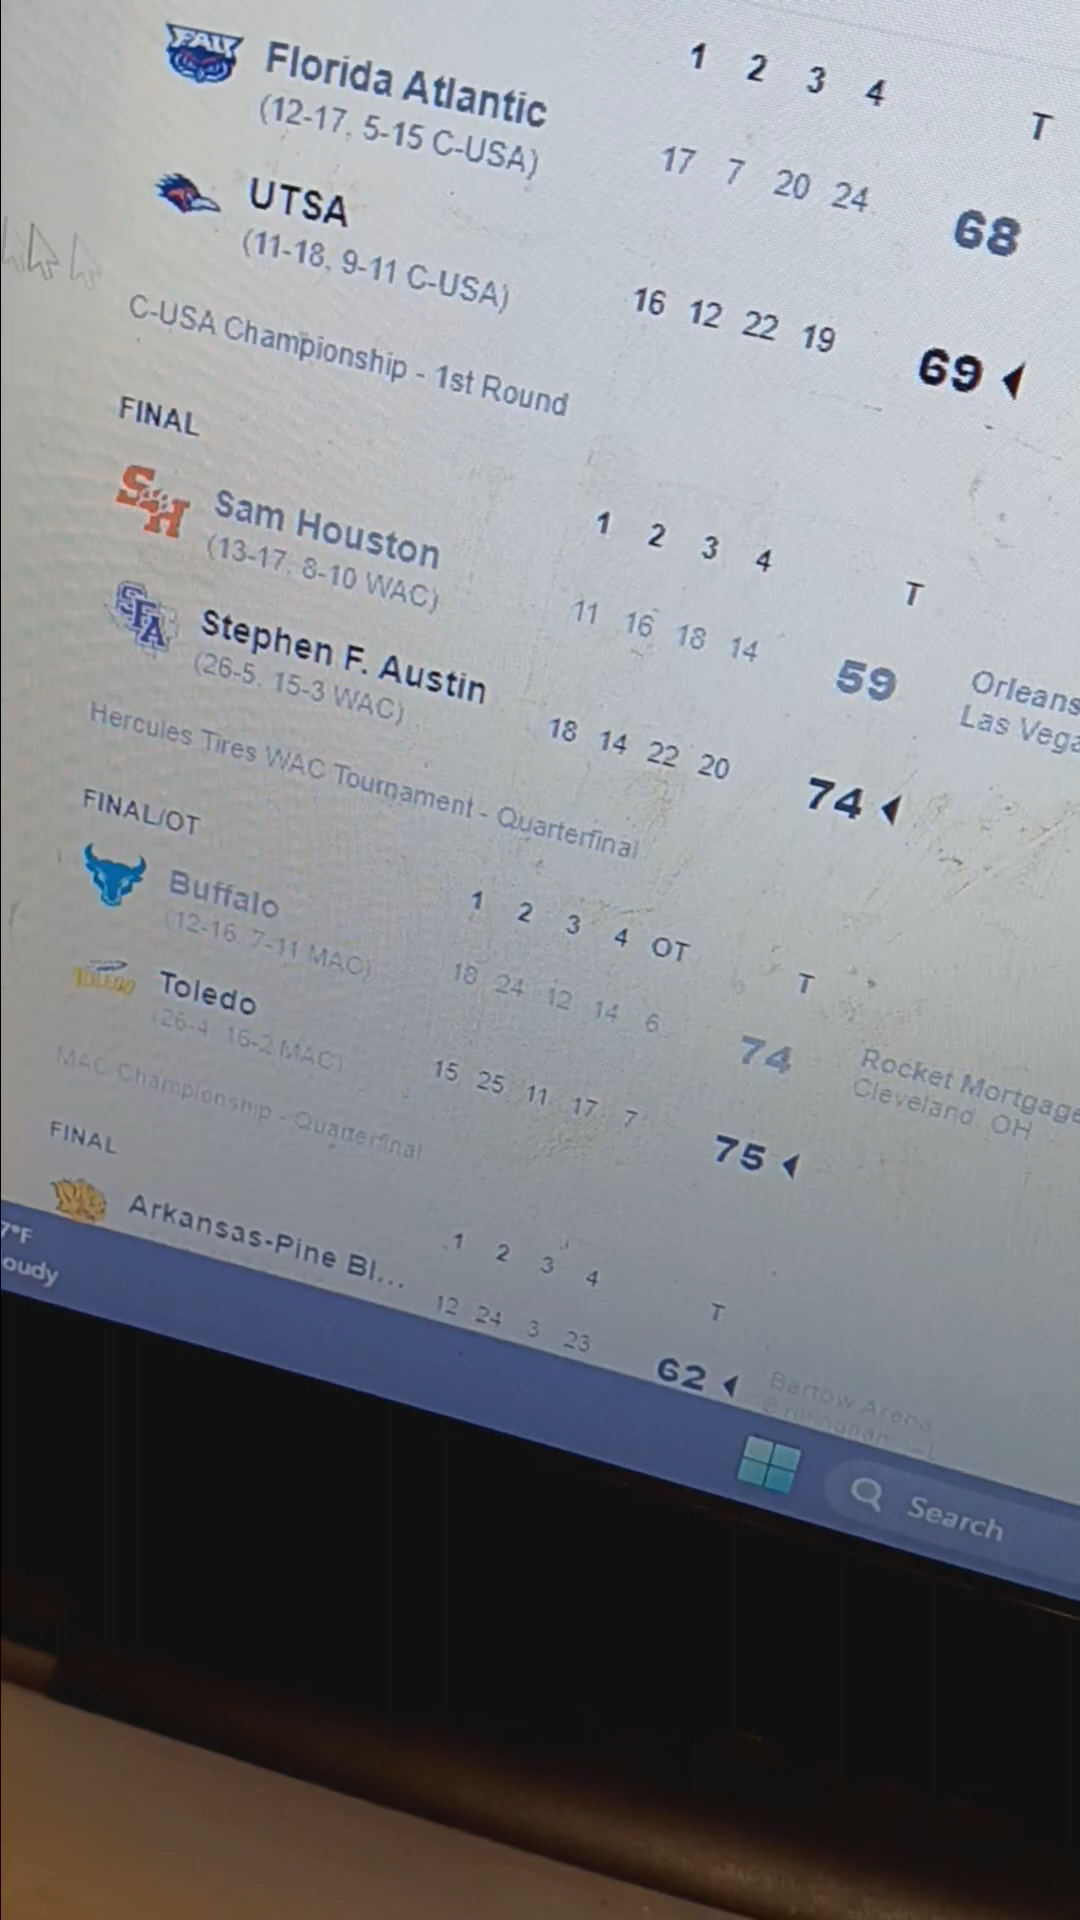 1 2 3 4 T
Florida Atlantic 17 7 20 24 68
(12-17, 5-15 C-USA)
UTSA 16 12 22 19 69
(11-18, 9-11 C-USA)
C-USA Championship - 1st Round
FINAL
1 2 3 4 T
Sam Houston 11 16 18 14 59
(13-17, 8-10 WAC)
Orleans
Las Vega
Stephen F. Austin 18 14 22 20 74
(26-5, 15-3 WAC)
Hercules Tires WAC Tournament - Quarterfinal
FINAL/OT
1 2 3 4 OT T
Buffalo 18 24 12 14 6 74
(12-16, 7-11 MAC)
Rocket Mortgage
Cleveland, OH
TOLEDO
Toledo 15 25 11 17 7 75
(26-4, 16-2 MAC)
MAC Championship - Quarterfinal
FINAL
1 2 3 4 T
Arkansas-Pine Bl... 12 24 3 23 62
Bartow Arena
7°F
oudy
Search